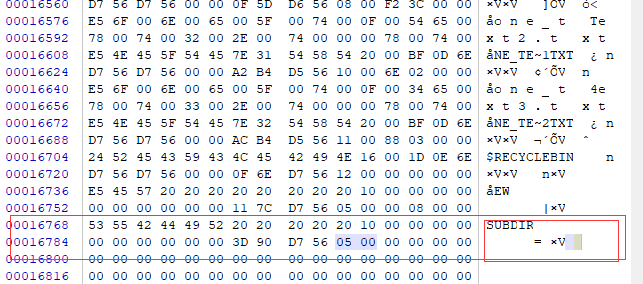 00016560 D7 56 D7 56 00 00 0F 5D D6 56 08 00 F2 3C 00 00 ×V×V ]ÖV ò<
00016576 E5 6F 00 6E 00 65 00 5F 00 74 00 0F 00 54 65 00 åo n e _ t Te
00016592 78 00 74 00 32 00 2E 00 74 00 00 00 78 00 74 00 x t 2 . t x t
00016608 E5 4E 45 5F 54 45 7E 31 54 58 54 20 00 BF 0D 6E åNE_TE~1TXT ¿ n
00016624 D7 56 D7 56 00 00 A2 B4 D5 56 10 00 6E 02 00 00 ×V×V ¢´ÕV n
00016640 E5 6F 00 6E 00 65 00 5F 00 74 00 0F 00 34 65 00 åo n e _ t 4e
00016656 78 00 74 00 33 00 2E 00 74 00 00 00 78 00 74 00 x t 3 . t x t
00016672 E5 4E 45 5F 54 45 7E 32 54 58 54 20 00 BF 0D 6E åNE_TE~2TXT ¿ n
00016688 D7 56 D7 56 00 00 AC B4 D5 56 11 00 88 03 00 00 ×V×V ¬´ÕV ˆ
00016704 24 52 45 43 59 43 4C 45 42 49 4E 16 00 1D 0E 6E $RECYCLEBIN n
00016720 D7 56 D7 56 00 00 0F 6E D7 56 12 00 00 00 00 00 ×V×V n×V
00016736 E5 45 57 20 20 20 20 20 20 20 20 10 00 00 00 00 åEW
00016752 00 00 00 00 00 00 11 7C D7 56 05 00 00 08 00 00 |×V
00016768 53 55 42 44 49 52 20 20 20 20 20 10 00 00 00 00 SUBDIR
00016784 00 00 00 00 00 00 3D 90 D7 56 05 00 00 00 00 00 = ×V
00016800 00 00 00 00 00 00 00 00 00 00 00 00 00 00 00 00
00016816 00 00 00 00 00 00 00 00 00 00 00 00 00 00 00 00